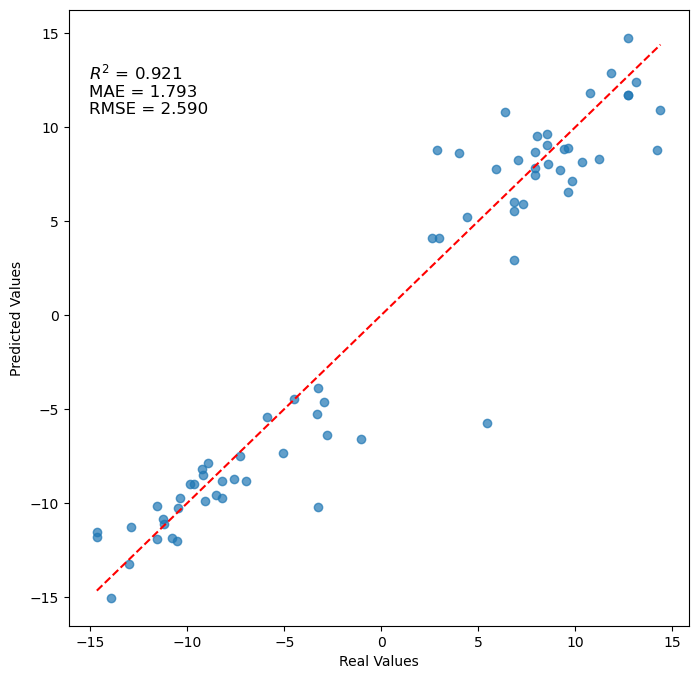 15
10
5
0
−5
−10
−15
Predicted Values
R² = 0.921
MAE = 1.793
RMSE = 2.590
−15 −10 −5 0 5 10 15
Real Values